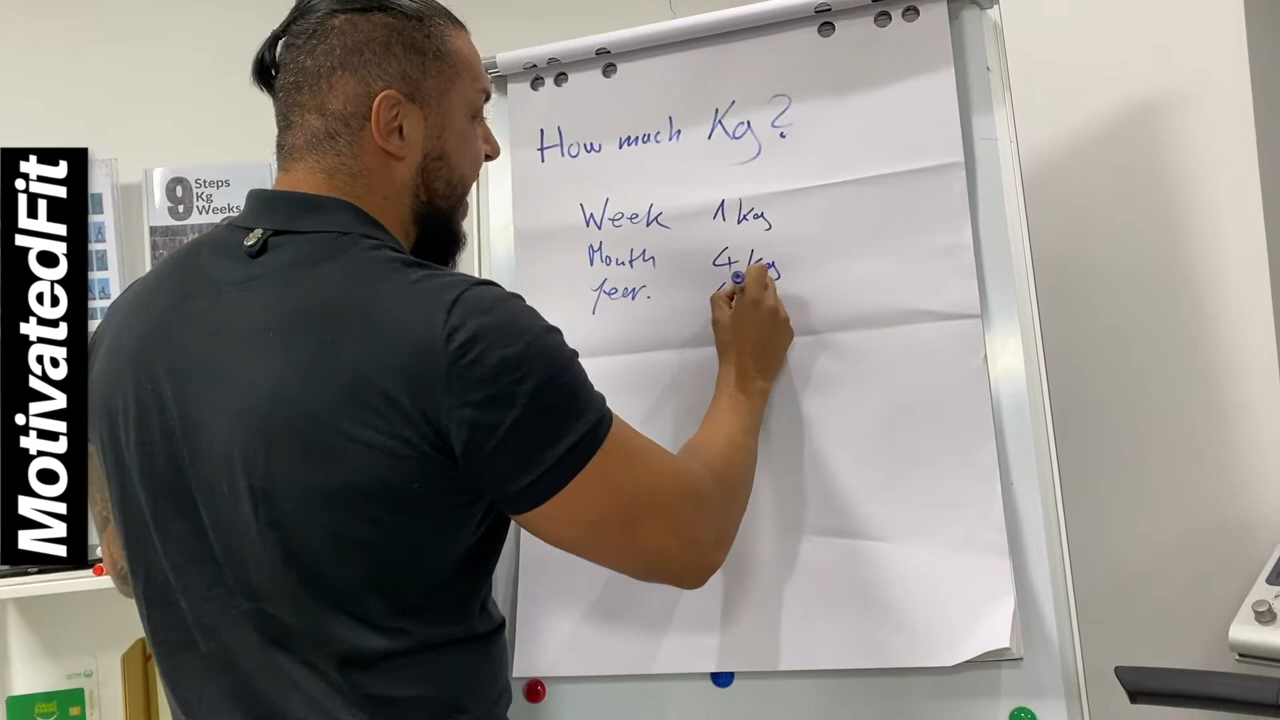 MotivatedFit
9 Steps
Kg
Weeks
How much Kg?
Week 1 Kg
Month 4 Kg
Year.